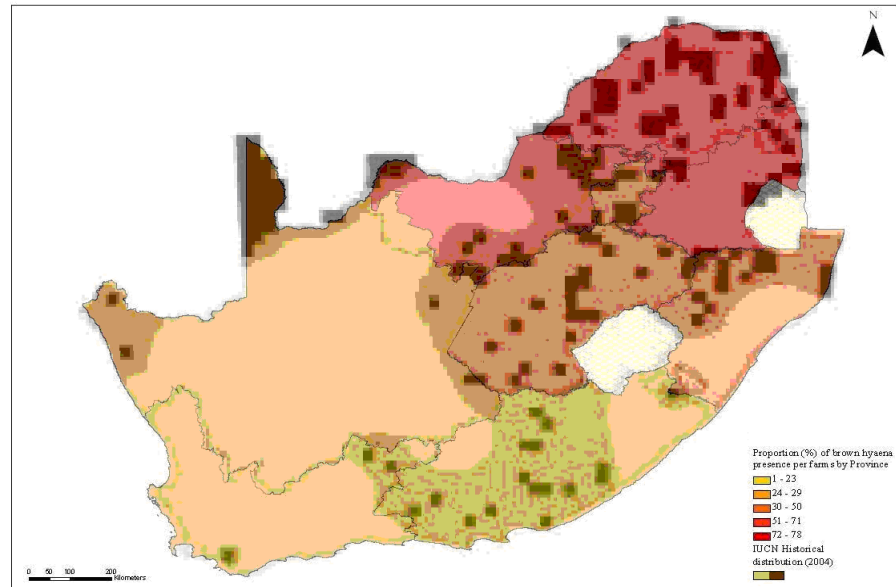 N
Proportion (%) of brown hyaena
presence per farms by Province
1 - 23
24 - 29
30 - 50
51 - 71
72 - 78
IUCN Historical
distribution (2004)
0 50 100 200
Kilometers